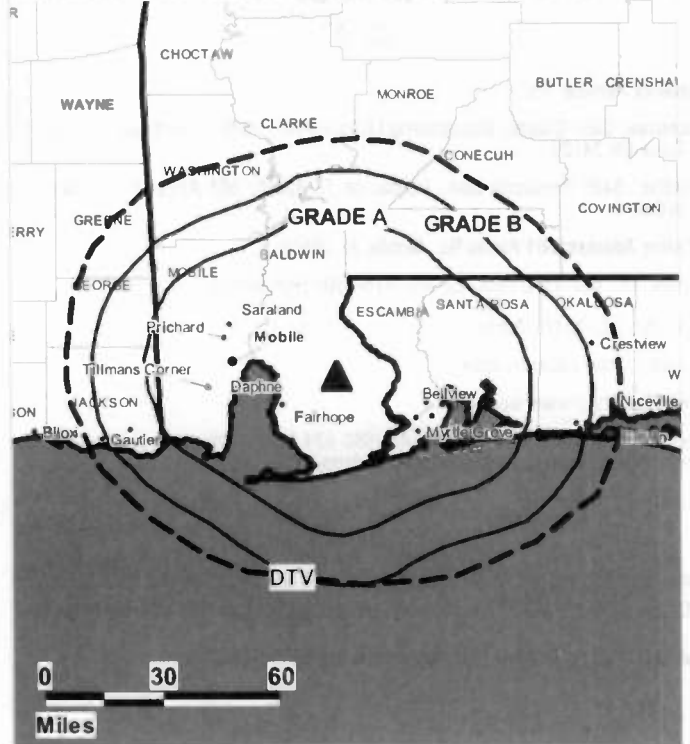 R
CHOCTAW
BUTLER CRENSHA
MONROE
WAYNE
CLARKE
CONECUH
WASHINGTON
GREENE
GRADE A GRADE B
COVINGTON
ERRY
BALDWIN
MOBILE
GEORGE
ESCAMBIA SANTA ROSA OKALOOSA
Saraland
Prichard
Mobile
Crestview
Tillmans Corner
W
Daphne
Bellview
Niceville
JACKSON
SON
Fairhope
Myrtle Grove
Biloxi
Gautier
DTV
0 30 60
Miles